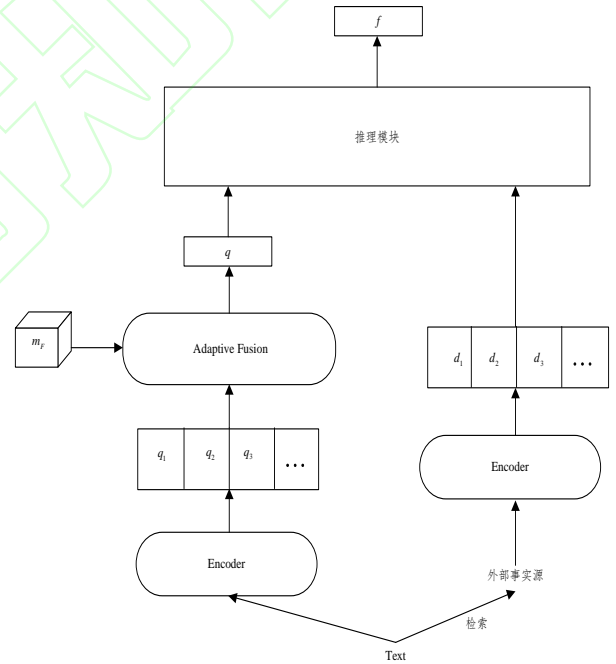 f
推理模块
q
m_F
Adaptive Fusion
d_1 d_2 d_3 …
q_1 q_2 q_3 …
Encoder
Encoder
外部事实源
检索
Text